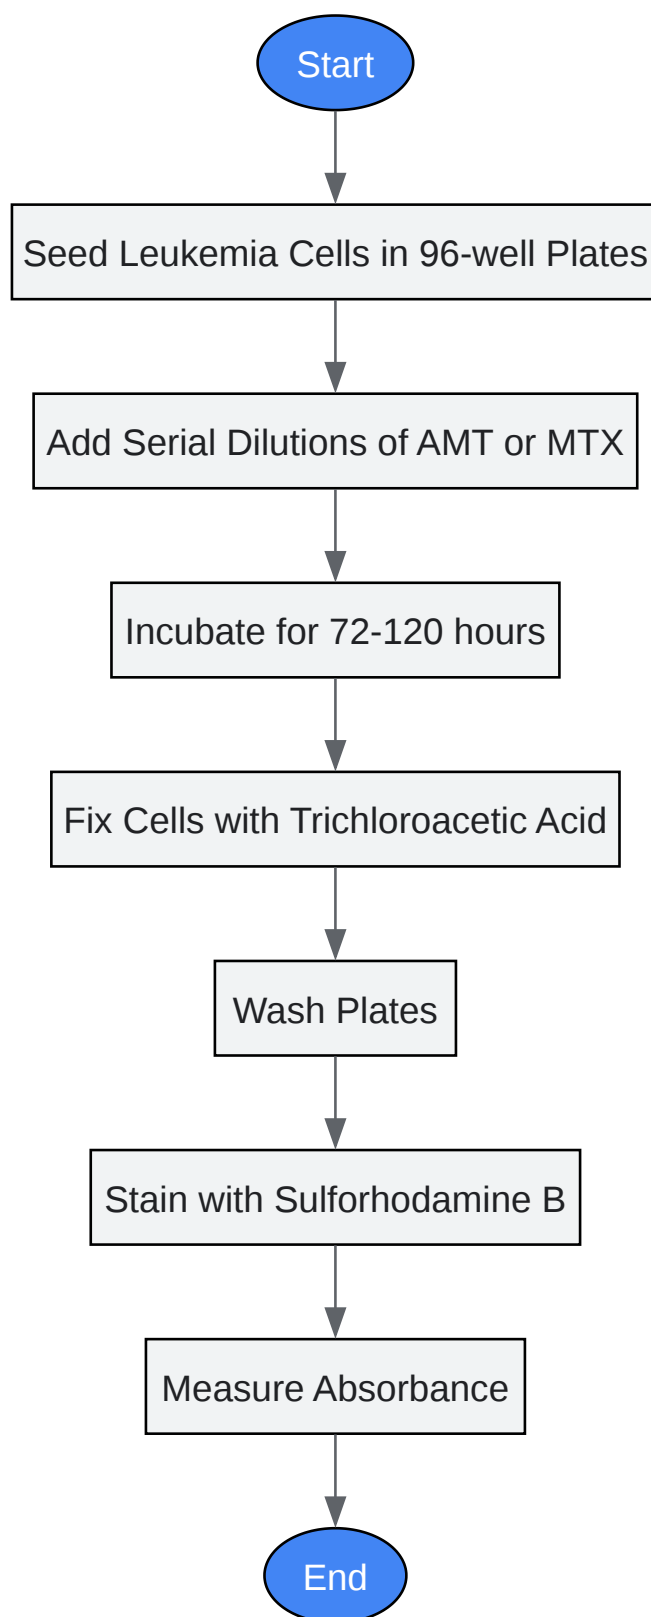 Start
Seed Leukemia Cells in 96-well Plates
Add Serial Dilutions of AMT or MTX
Incubate for 72-120 hours
Fix Cells with Trichloroacetic Acid
Wash Plates
Stain with Sulforhodamine B
Measure Absorbance
End